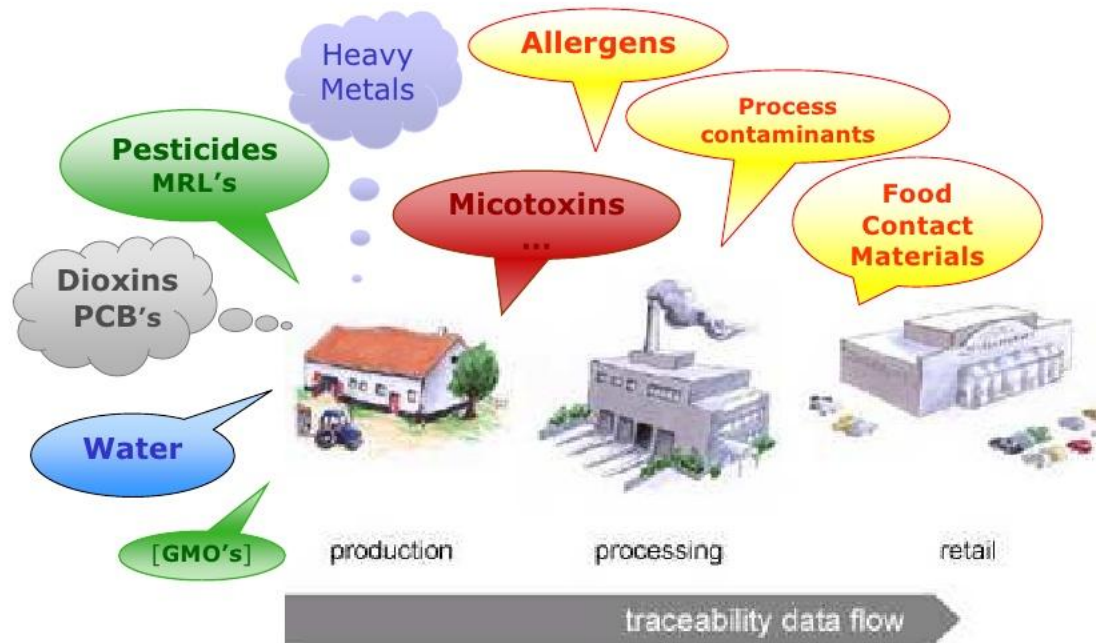 Heavy
Metals
Allergens
Process
contaminants
Pesticides
MRL's
Micotoxins
...
Food
Contact
Materials
Dioxins
PCB's
Water
[GMO's]
production
processing
retail
traceability data flow